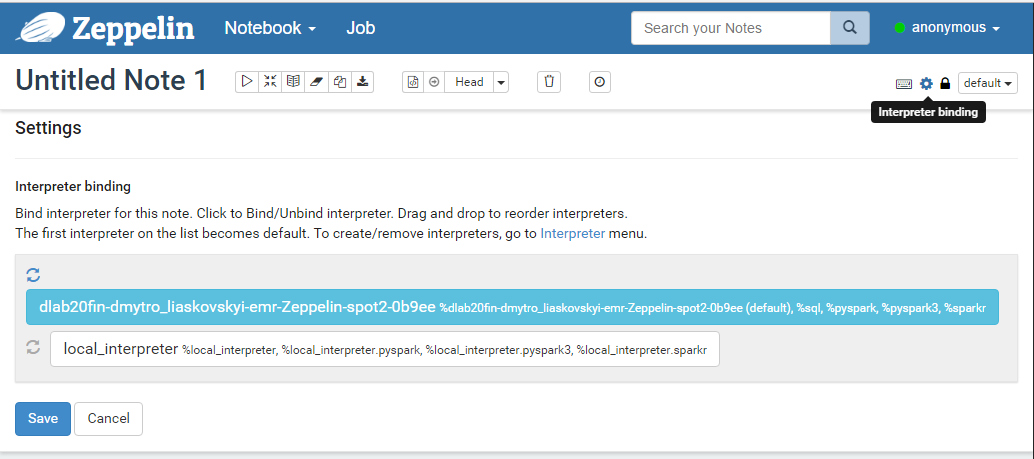 Zeppelin Notebook Job Search your Notes anonymous
Untitled Note 1 Head default
Interpreter binding
Settings
Interpreter binding
Bind interpreter for this note. Click to Bind/Unbind interpreter. Drag and drop to reorder interpreters.
The first interpreter on the list becomes default. To create/remove interpreters, go to Interpreter menu.
dlab20fin-dmytro_liaskovskyi-emr-Zeppelin-spot2-0b9ee %dlab20fin-dmytro_liaskovskyi-emr-Zeppelin-spot2-0b9ee (default), %sql, %pyspark, %pyspark3, %sparkr
local_interpreter %local_interpreter, %local_interpreter.pyspark, %local_interpreter.pyspark3, %local_interpreter.sparkr
Save Cancel